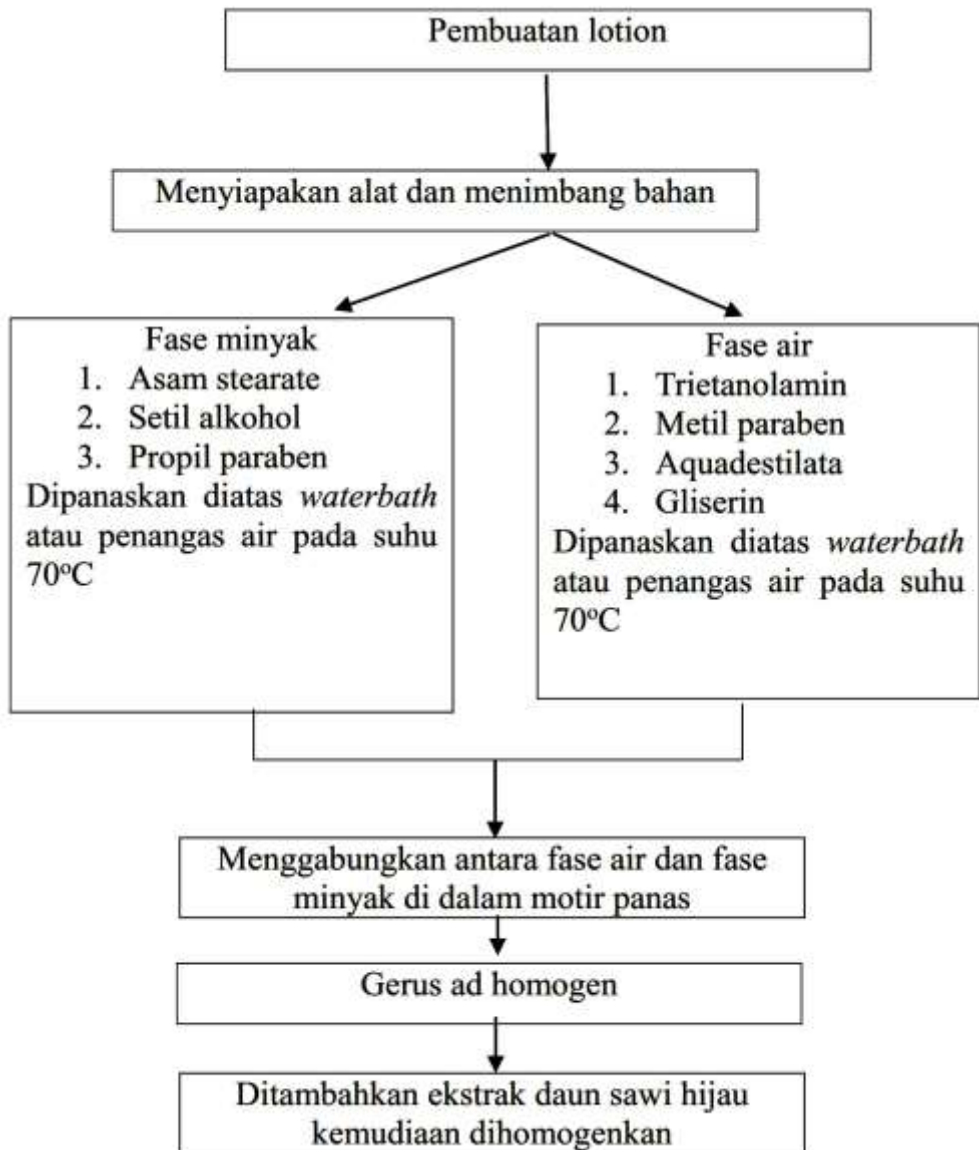 Pembuatan lotion
Menyiapakan alat dan menimbang bahan
Fase minyak
1. Asam stearate
2. Setil alkohol
3. Propil paraben
Dipanaskan diatas waterbath
atau penangas air pada suhu
70°C
Fase air
1. Trietanolamin
2. Metil paraben
3. Aquadestilata
4. Gliserin
Dipanaskan diatas waterbath
atau penangas air pada suhu
70°C
Menggabungkan antara fase air dan fase
minyak di dalam motir panas
Gerus ad homogen
Ditambahkan ekstrak daun sawi hijau
kemudiaan dihomogenkan